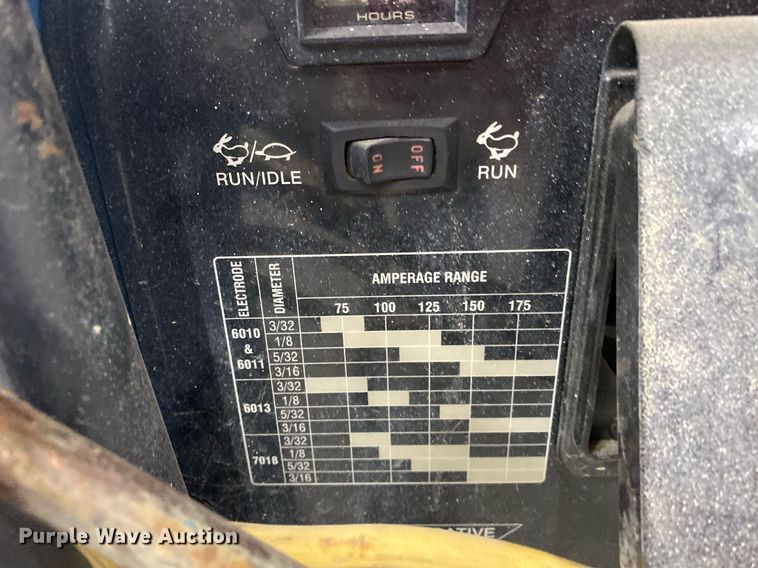 HOURS
RUN/IDLE
ON
OFF
RUN
ELECTRODE
DIAMETER
AMPERAGE RANGE
75 100 125 150 175
6010
&
6011
3/32
1/8
5/32
3/16
6013
3/32
1/8
5/32
3/16
7018
3/32
1/8
5/32
3/16
Purple Wave Auction